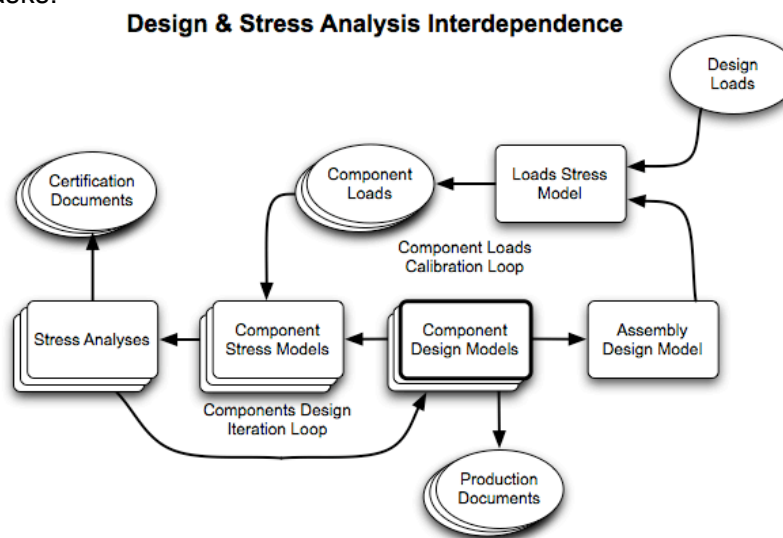 Design & Stress Analysis Interdependence
Design
Loads
Certification
Documents
Component
Loads
Loads Stress
Model
Component Loads
Calibration Loop
Stress Analyses
Component
Stress Models
Component
Design Models
Assembly
Design Model
Components Design
Iteration Loop
Production
Documents